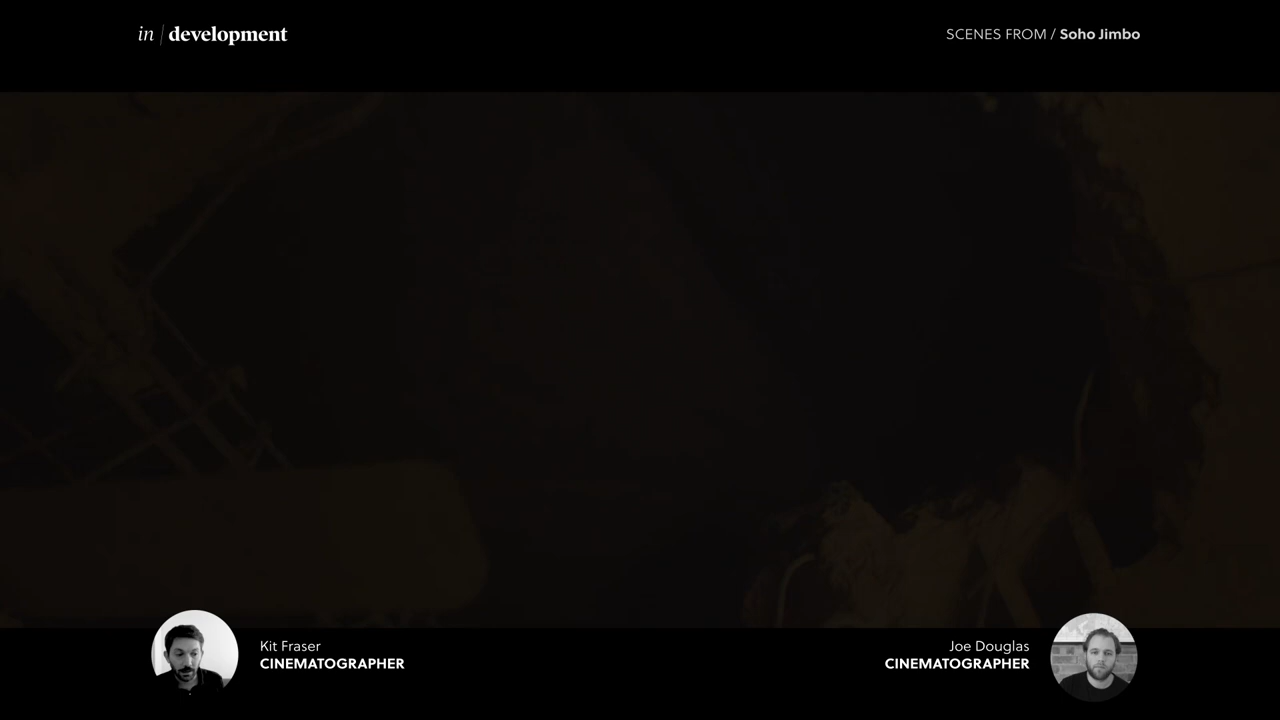 in / development
SCENES FROM / Soho Jimbo
Kit Fraser
CINEMATOGRAPHER
Joe Douglas
CINEMATOGRAPHER